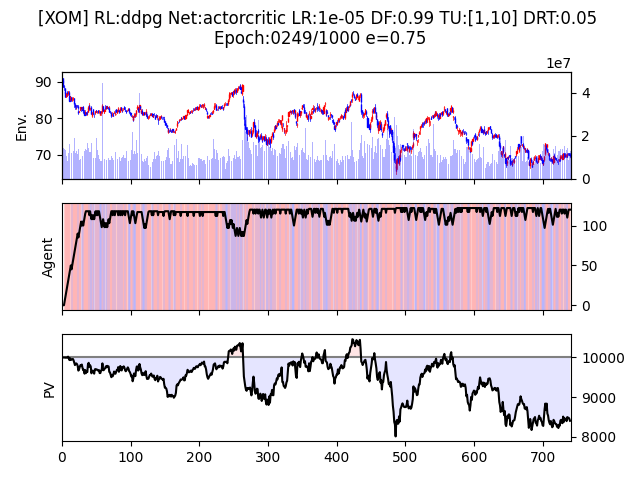 [XOM] RL:ddpg Net:actorcritic LR:1e-05 DF:0.99 TU:[1,10] DRT:0.05
Epoch:0249/1000 e=0.75
1e7
90
80
70
Env.
4
2
0
Agent
100
50
0
PV
10000
9000
8000
0 100 200 300 400 500 600 700